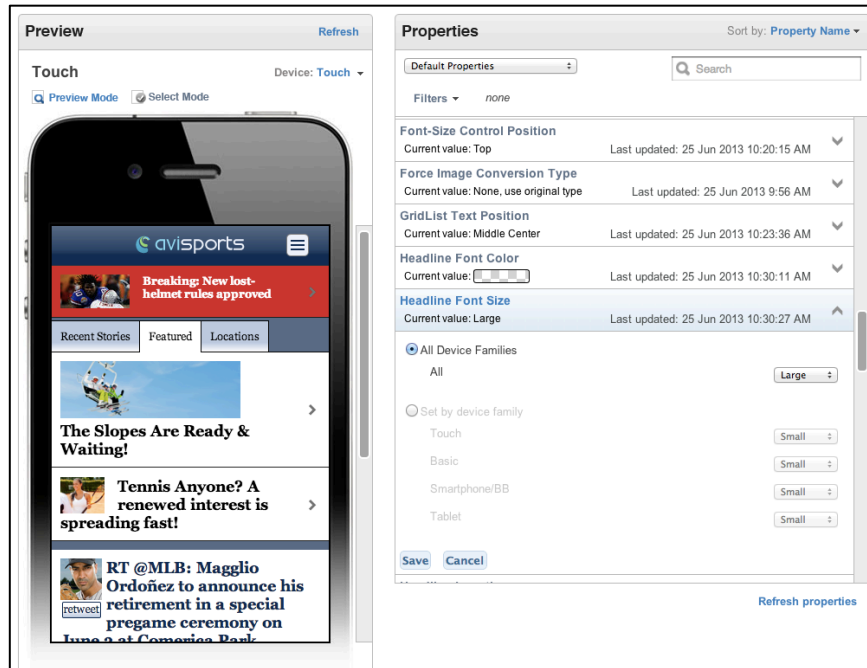 Preview
Refresh
Touch
Device: Touch
Preview Mode
Select Mode
avisports
Breaking: New lost-
helmet rules approved
Recent Stories
Featured
Locations
The Slopes Are Ready &
Waiting!
Tennis Anyone? A
renewed interest is
spreading fast!
RT @MLB: Magglio
Ordoñez to announce his
retweet
retirement in a special
pregame ceremony on
June 2 at Comerica Park
Properties
Sort by: Property Name
Default Properties
Search
Filters
none
Font-Size Control Position
Current value: Top
Last updated: 25 Jun 2013 10:20:15 AM
Force Image Conversion Type
Current value: None, use original type
Last updated: 25 Jun 2013 9:56 AM
GridList Text Position
Current value: Middle Center
Last updated: 25 Jun 2013 10:23:36 AM
Headline Font Color
Current value:
Last updated: 25 Jun 2013 10:30:11 AM
Headline Font Size
Current value: Large
Last updated: 25 Jun 2013 10:30:27 AM
All Device Families
All
Large
Set by device family
Touch
Small
Basic
Small
Smartphone/BB
Small
Tablet
Small
Save
Cancel
Refresh properties